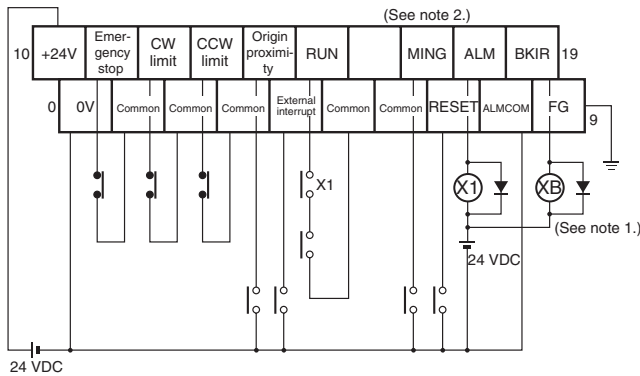 (See note 2.)
10 +24V Emer-
gency
stop CW
limit CCW
limit Origin
proximi-
ty RUN MING ALM BKIR 19
0 0V Common Common Common External
interrupt Common Common RESET ALMCOM FG 9
X1
X1 XB
(See note 1.)
24 VDC
24 VDC